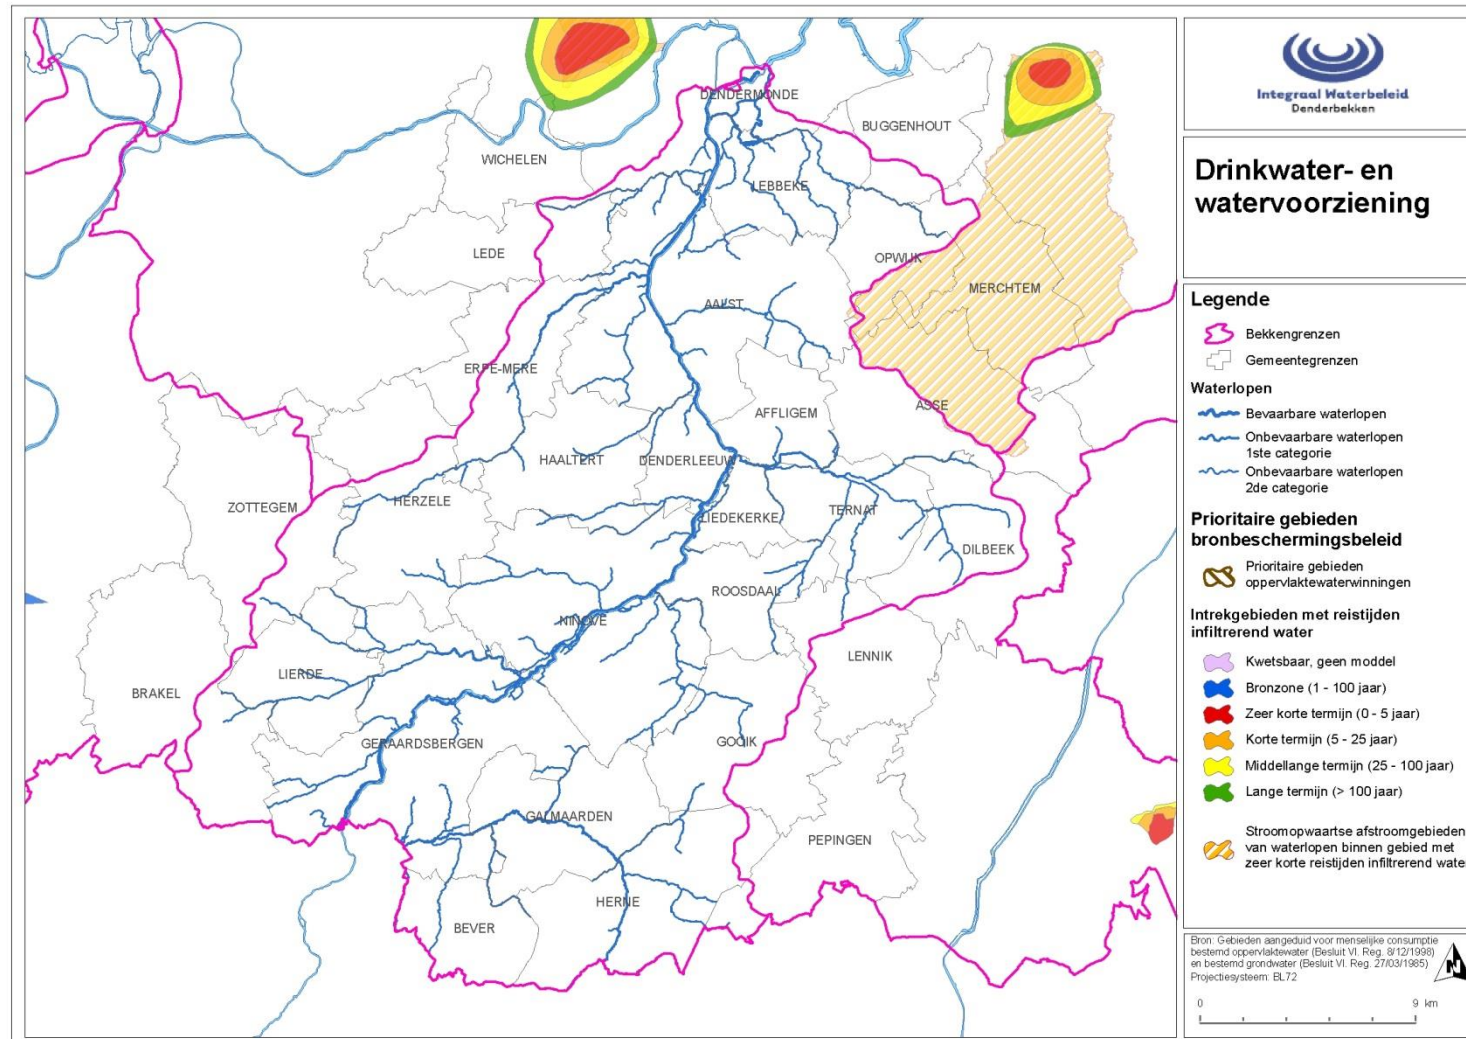 DENDERMONDE
BUGGENHOUT
WICHELEN
LEBBEKE
LEDE
OPWIJK
MERCHTEM
AALST
ERPE-MERE
AFFLIGEM
ASSE
HAALTERT
DENDERLEEUW
HERZELE
ZOTTEGEM
LIEDEKERKE
TERNAT
DILBEEK
ROOSDAAL
NINOVE
LENNIK
LIERDE
BRAKEL
GERAARDSBERGEN
GOOIK
GALMAARDEN
PEPINGEN
HERNE
BEVER
Integraal Waterbeleid
Denderbekken
Drinkwater- en
watervoorziening
Legende
Bekkengrenzen
Gemeentegrenzen
Waterlopen
Bevaarbare waterlopen
Onbevaarbare waterlopen
1ste categorie
Onbevaarbare waterlopen
2de categorie
Prioritaire gebieden
bronbeschermingsbeleid
Prioritaire gebieden
oppervlaktewaterwinningen
Intrekgebieden met reistijden
infiltrerend water
Kwetsbaar, geen moddel
Bronzone (1 - 100 jaar)
Zeer korte termijn (0 - 5 jaar)
Korte termijn (5 - 25 jaar)
Middellange termijn (25 - 100 jaar)
Lange termijn (> 100 jaar)
Stroomopwaartse afstroomgebieden
van waterlopen binnen gebied met
zeer korte reistijden infiltrerend wate
Bron: Gebieden aangeduid voor menselijke consumptie
bestemd oppervlaktewater (Besluit Vl. Reg. 8/12/1998)
en bestemd grondwater (Besluit Vl. Reg. 27/03/1985)
Projectiesysteem: BL72
N
0 9 km